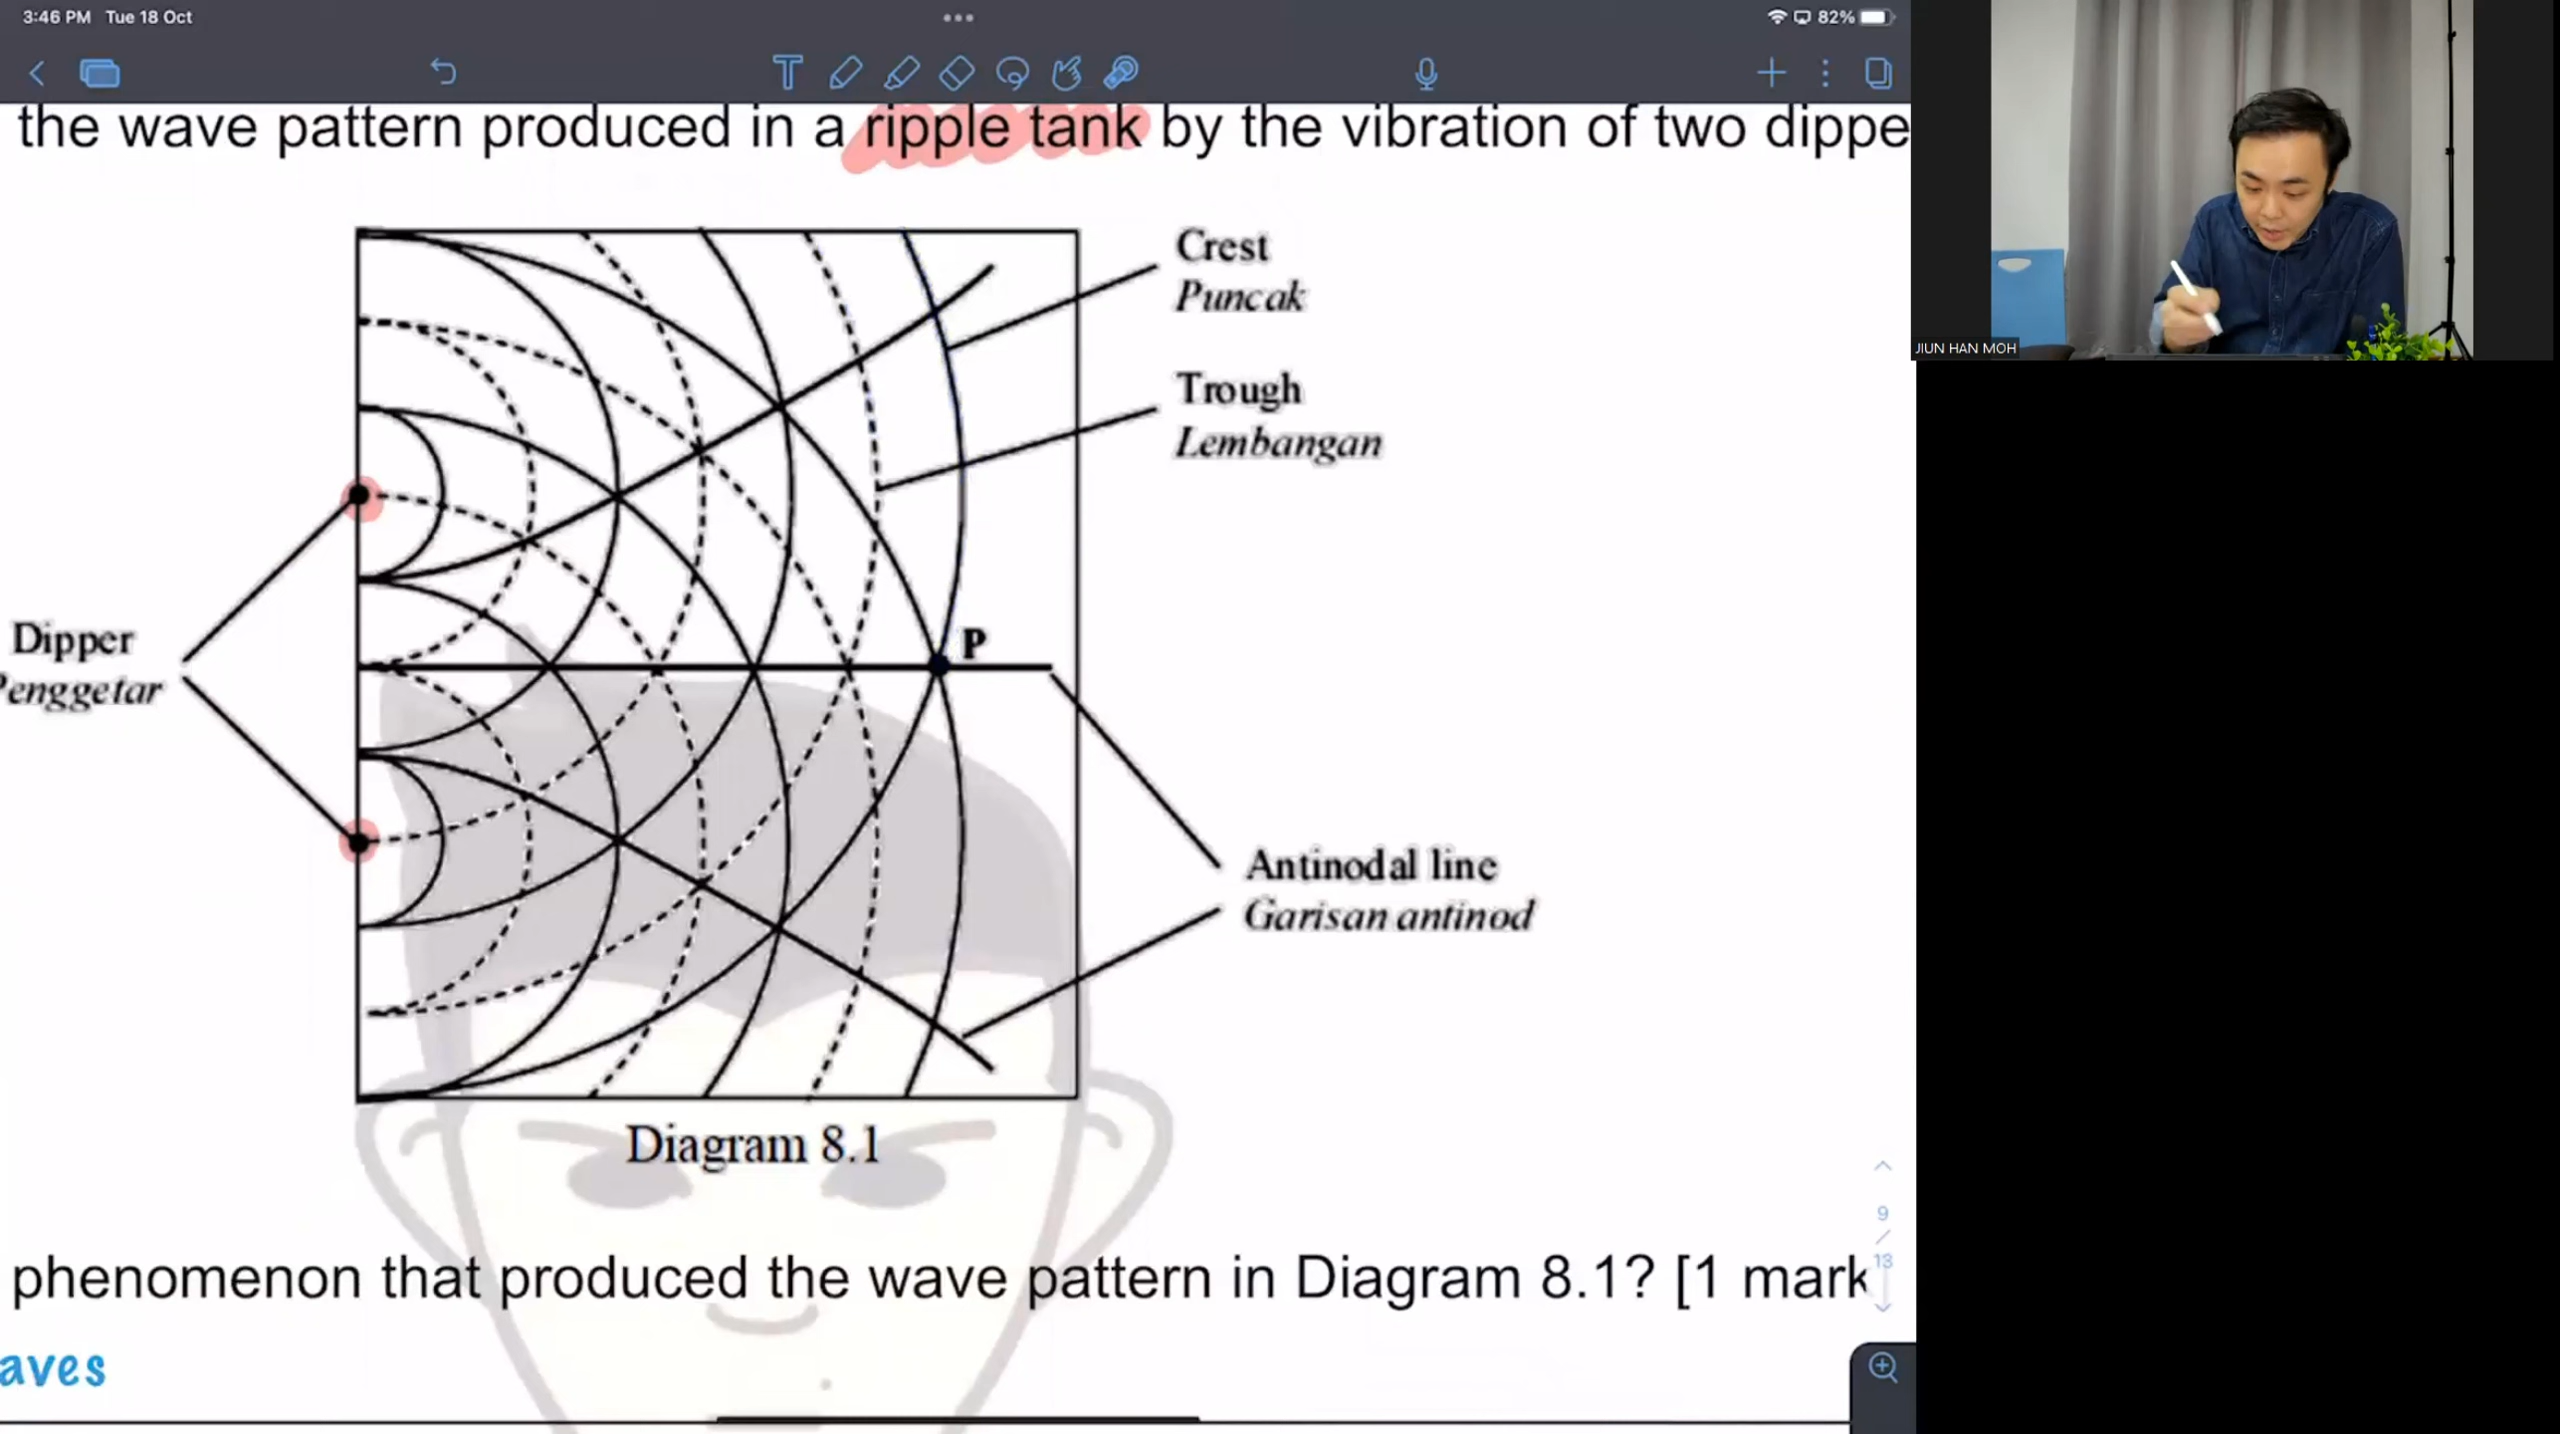 3:46 PM Tue 18 Oct
82%
the wave pattern produced in a ripple tank by the vibration of two dippe
Crest
Puncak
Trough
Lembangan
P
Dipper
Penggetar
Antinodal line
Garisan antinod
Diagram 8.1
phenomenon that produced the wave pattern in Diagram 8.1? [1 mark
aves
9
/
13
JIUN HAN MOH